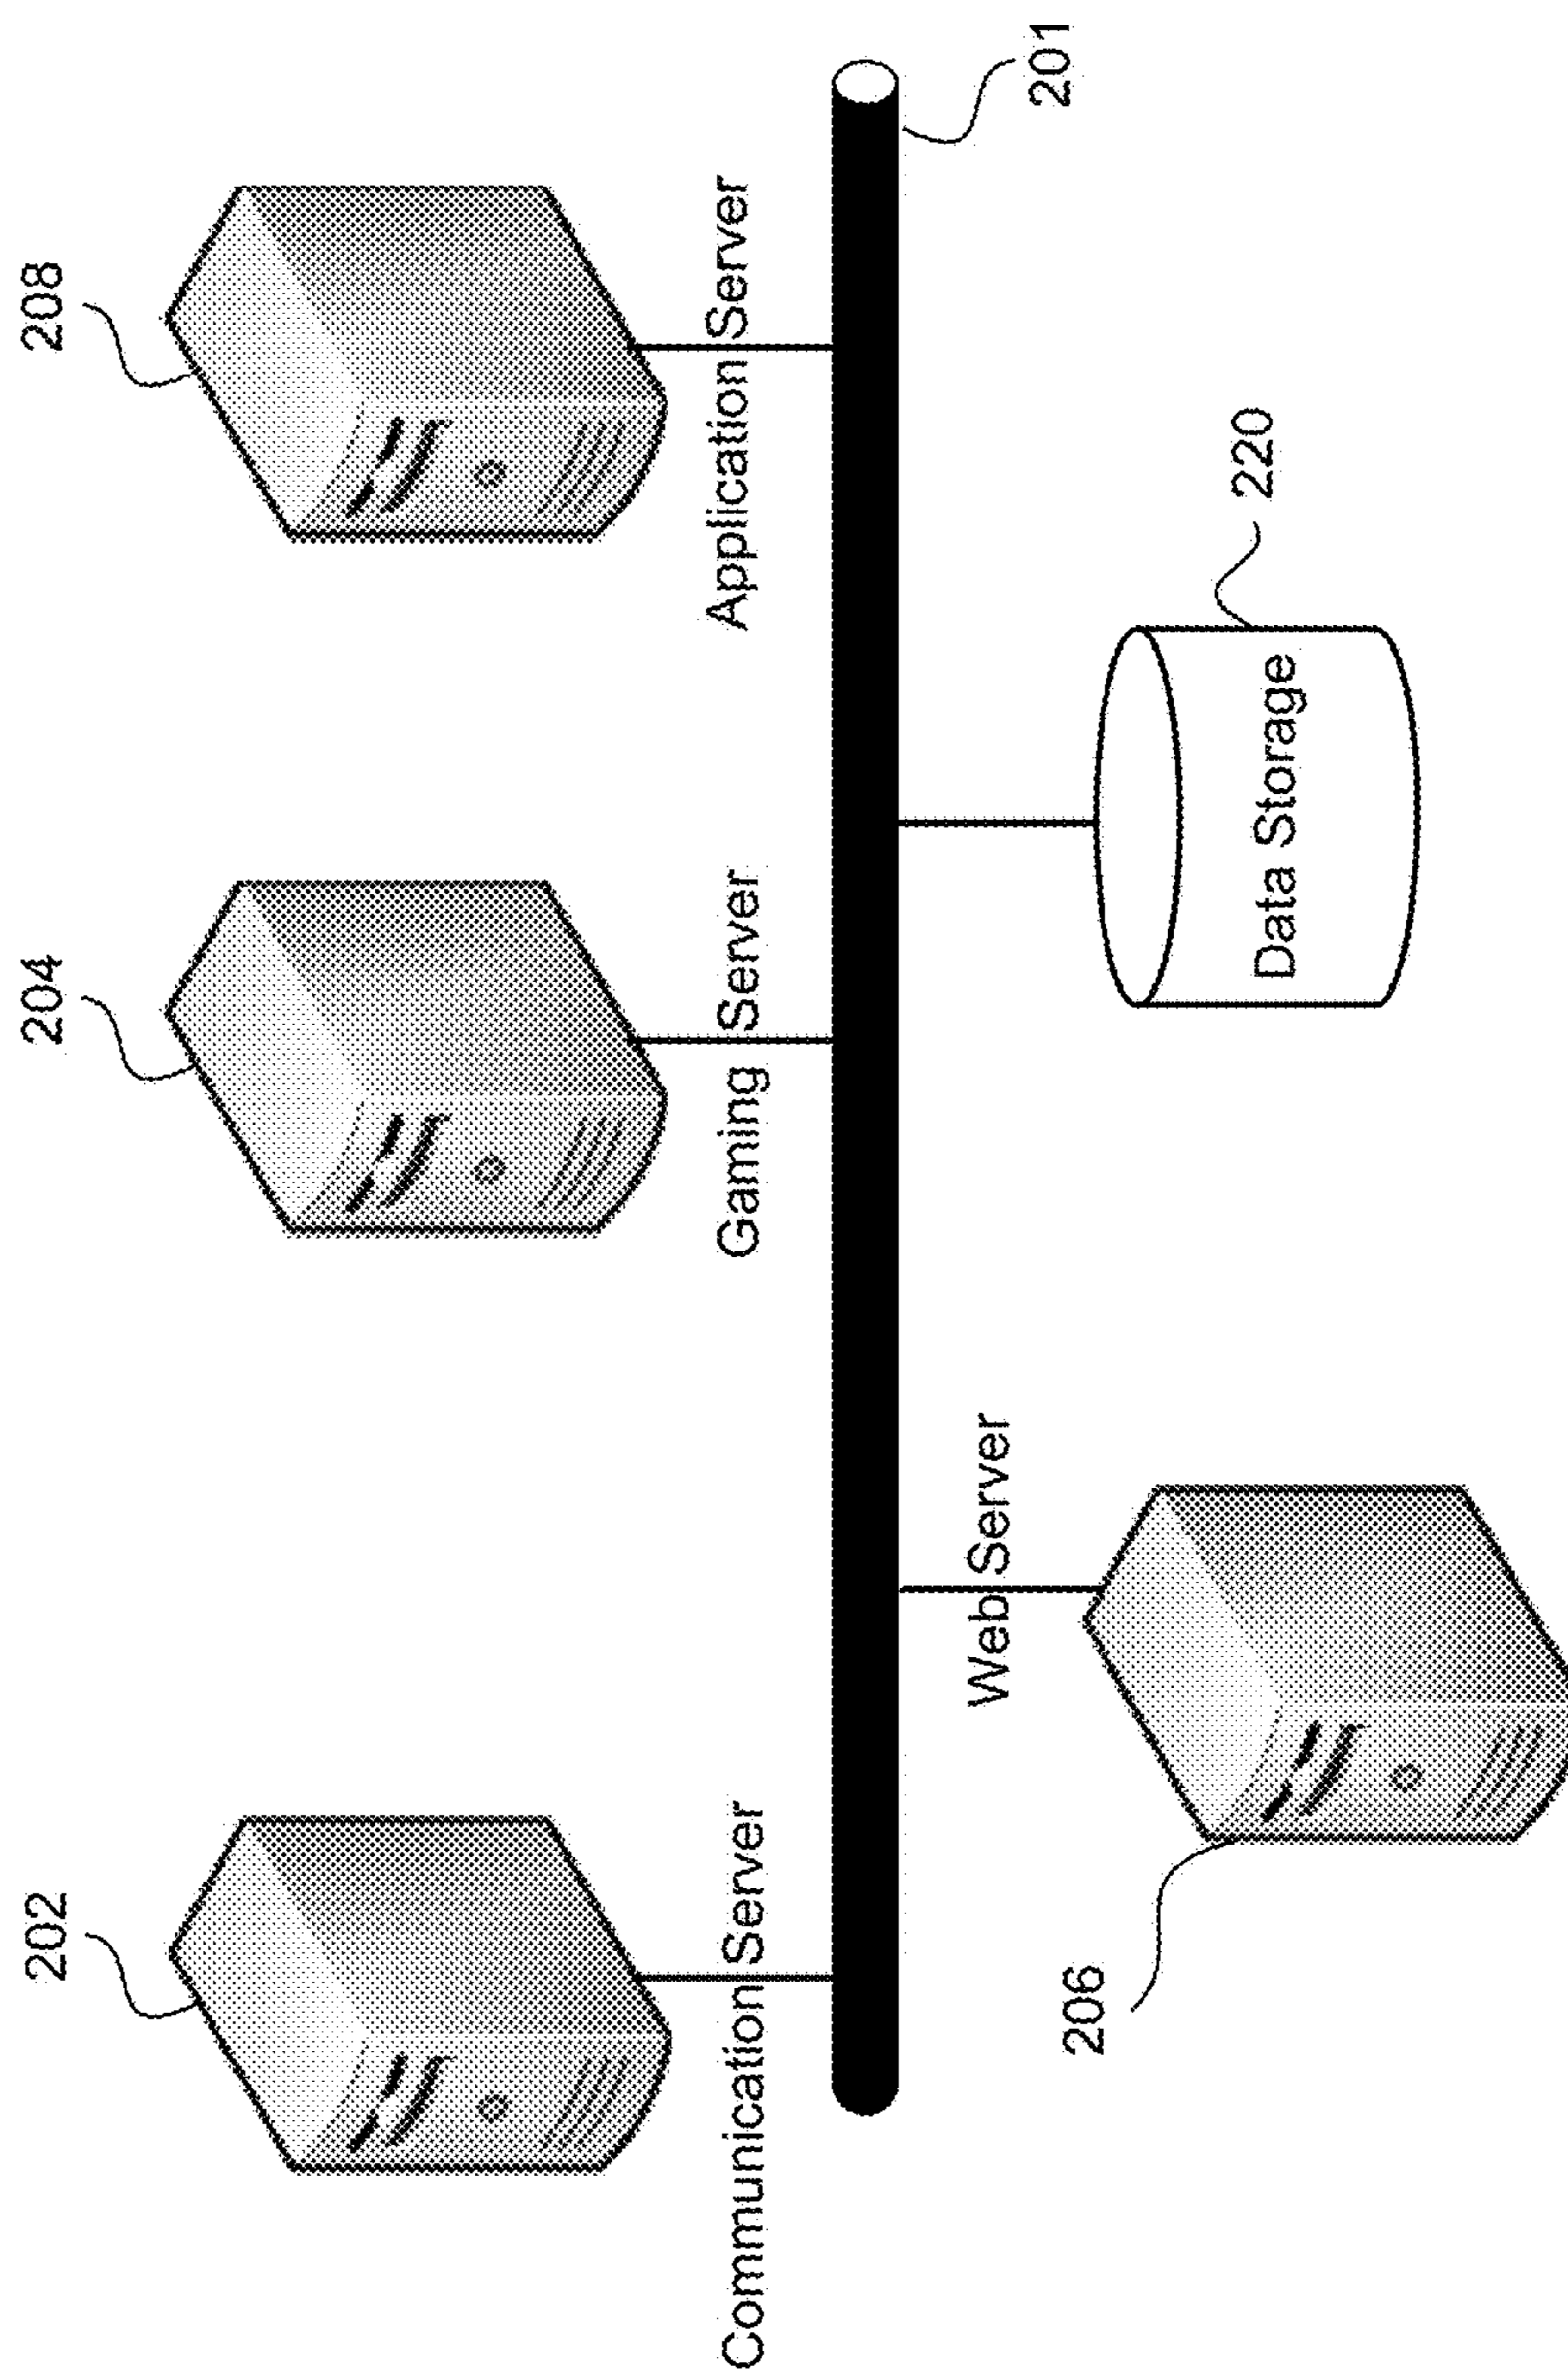 202
204
208
Communication Server
Gaming Server
Application Server
201
Web Server
206
220
Data Storage